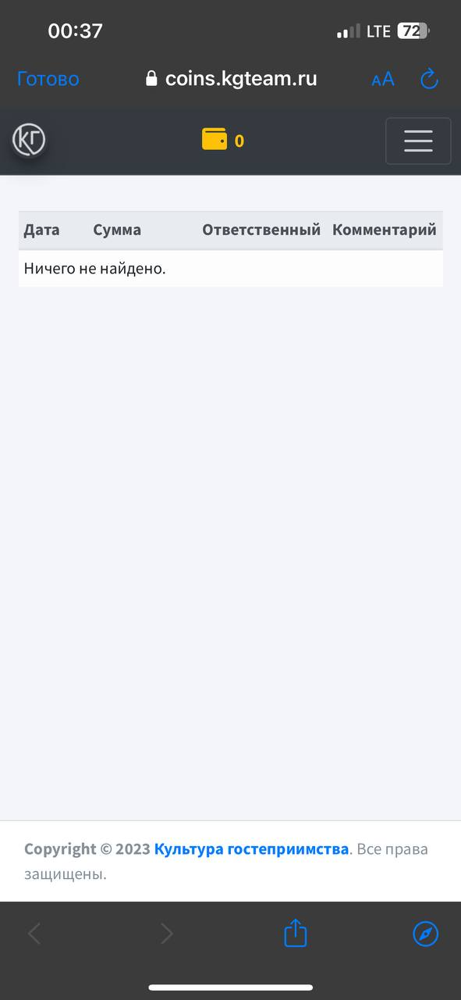 00:37 LTE 72
Готово coins.kgteam.ru AA
КГ 0
Дата Сумма Ответственный Комментарий
Ничего не найдено.
Copyright © 2023 Культура гостеприимства. Все права
защищены.